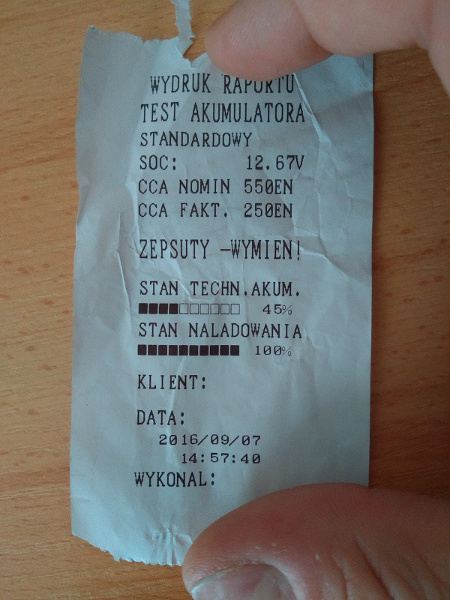 WYDRUK RAPORTU
TEST AKUMULATORA
STANDARDOWY
SOC: 12.67V
CCA NOMIN 550EN
CCA FAKT. 250EN
ZEPSUTY -WYMIEN!
STAN TECHN.AKUM.
45%
STAN NALADOWANIA
100%
KLIENT:
DATA:
2016/09/07
14:57:40
WYKONAL: